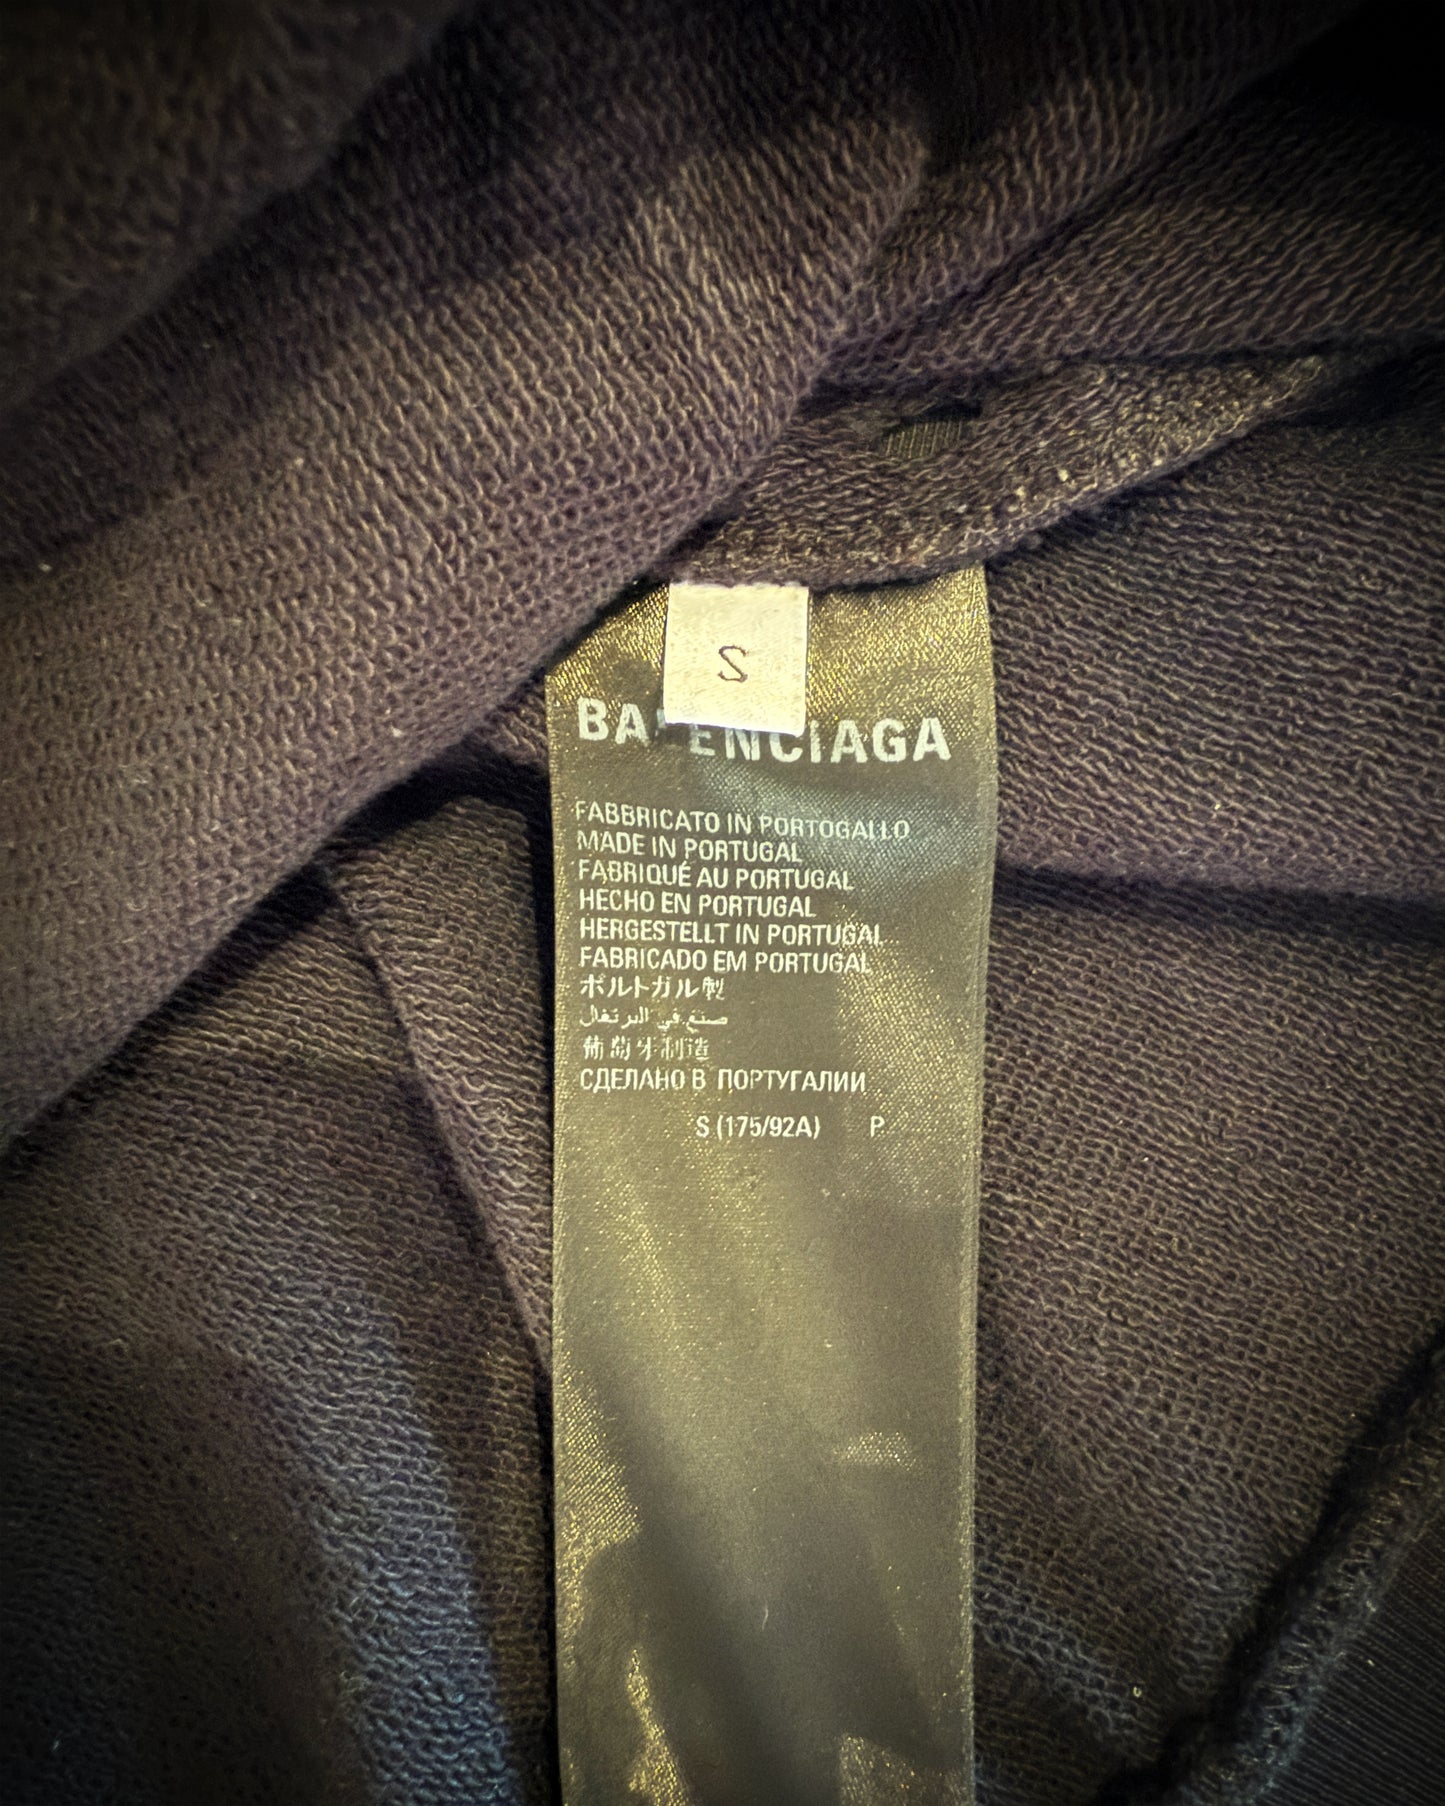 S
BALENCIAGA
FABBRICATO IN PORTOGALLO
MADE IN PORTUGAL
FABRIQUÉ AU PORTUGAL
HECHO EN PORTUGAL
HERGESTELLT IN PORTUGAL
FABRICADO EM PORTUGAL
ポルトガル製
صنع في البرتغال
葡萄牙制造
СДЕЛАНО В ПОРТУГАЛИИ
S (175/92A) P